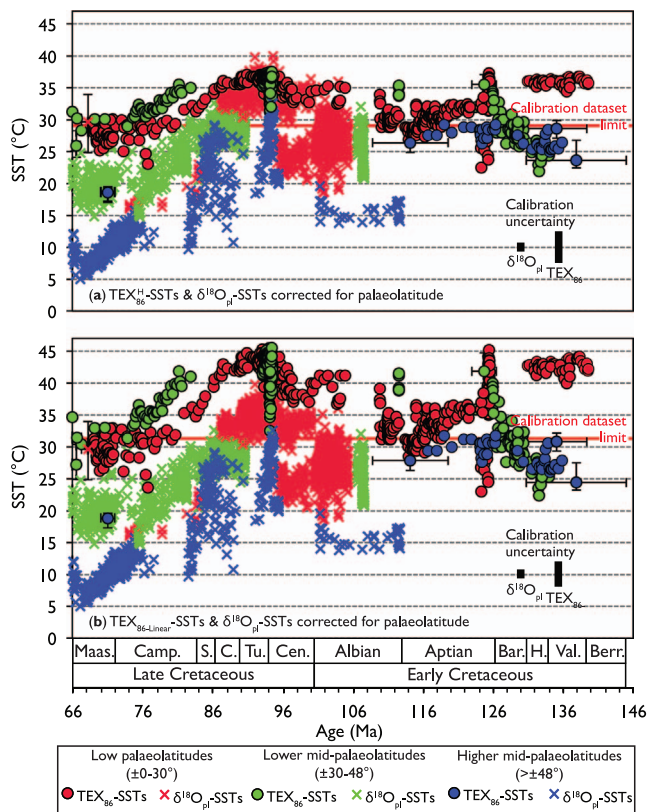 45
40
35
30
25
20
15
10
5
0
SST (°C)
Calibration dataset
limit
Calibration
uncertainty
δ¹⁸Opl TEX86
(a) TEX86^H-SSTs & δ¹⁸Opl-SSTs corrected for palaeolatitude
45
40
35
30
25
20
15
10
5
0
SST (°C)
Calibration dataset
limit
Calibration
uncertainty
δ¹⁸Opl TEX86
(b) TEX86-Linear-SSTs & δ¹⁸Opl-SSTs corrected for palaeolatitude
Maas. Camp. S. C. Tu. Cen. Albian Aptian Bar. H. Val. Berr.
Late Cretaceous Early Cretaceous
66 76 86 96 106 116 126 136 146
Age (Ma)
Low palaeolatitudes Lower mid-palaeolatitudes Higher mid-palaeolatitudes
(±0-30°) (±30-48°) (>±48°)
TEX86-SSTs δ¹⁸Opl-SSTs TEX86-SSTs δ¹⁸Opl-SSTs TEX86-SSTs δ¹⁸Opl-SSTs